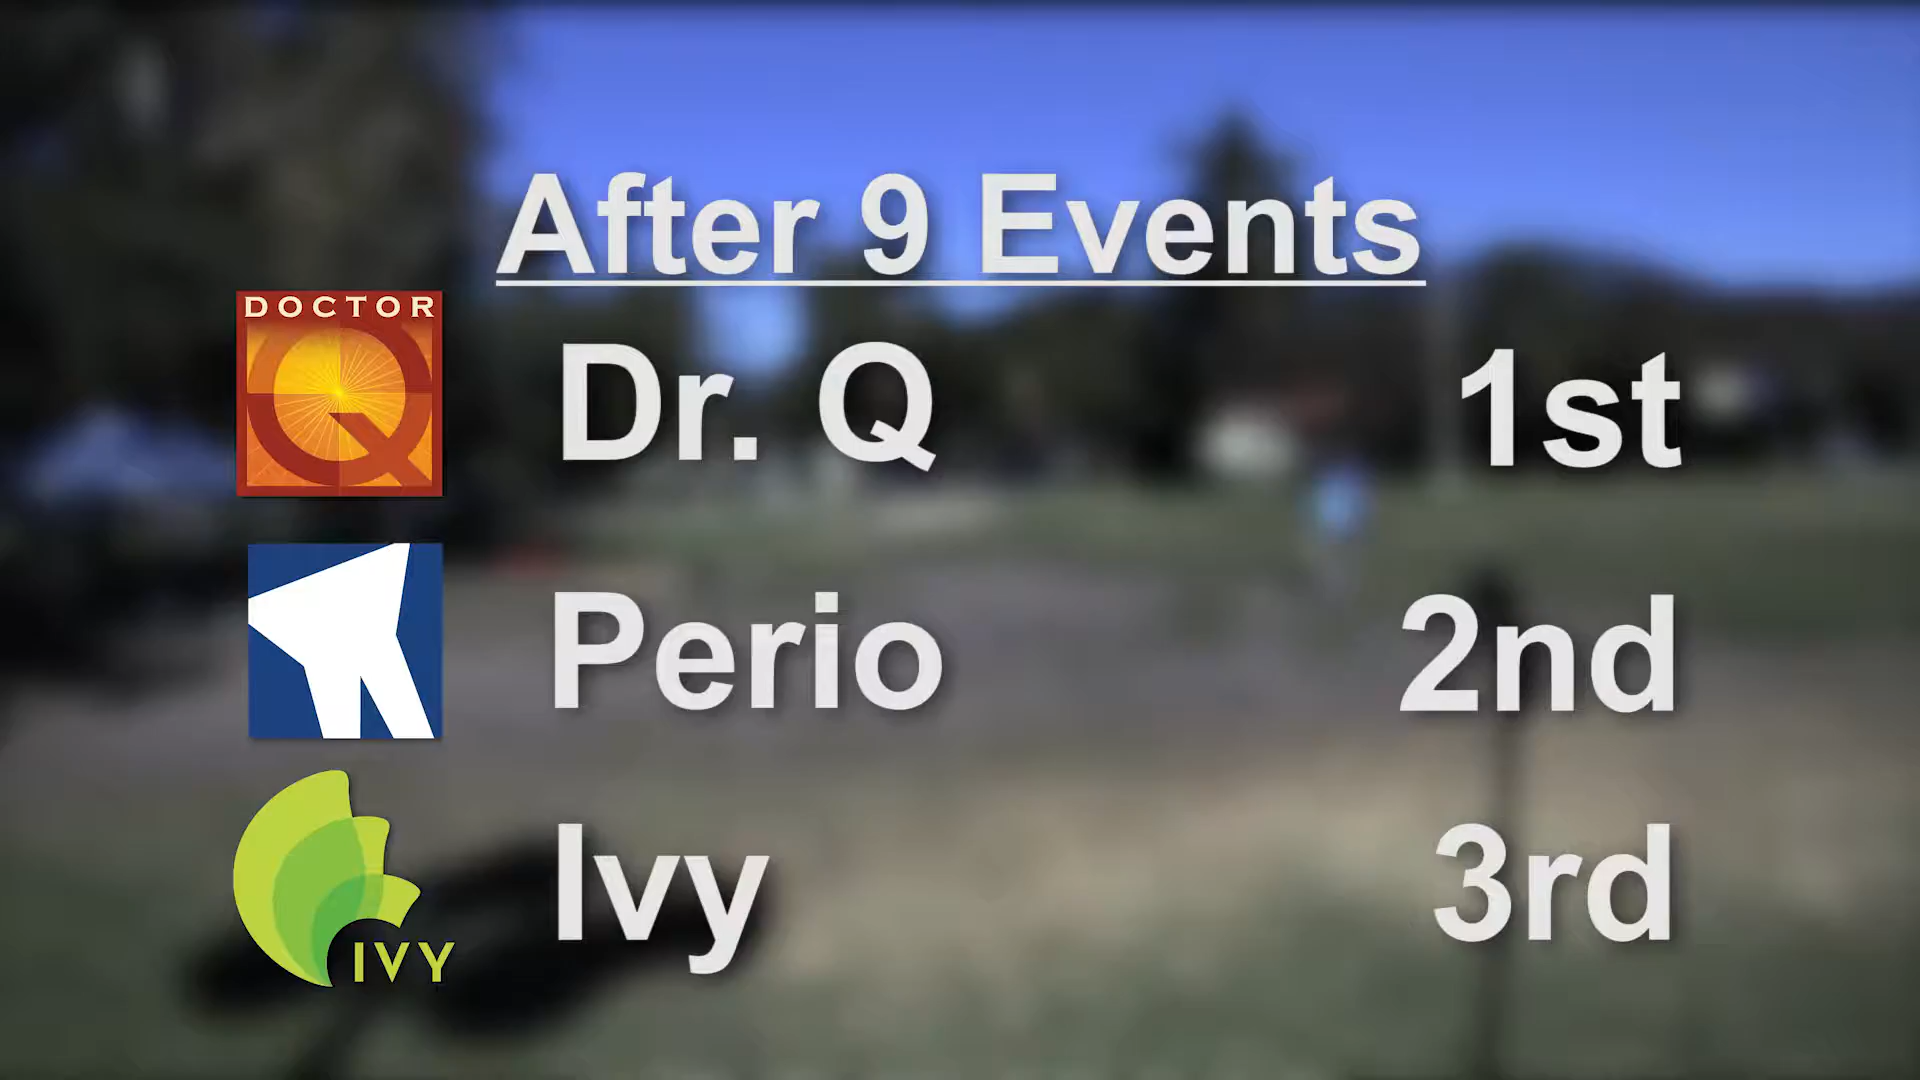 After 9 Events
DOCTOR
Dr. Q 1st
Perio 2nd
Ivy 3rd
IVY